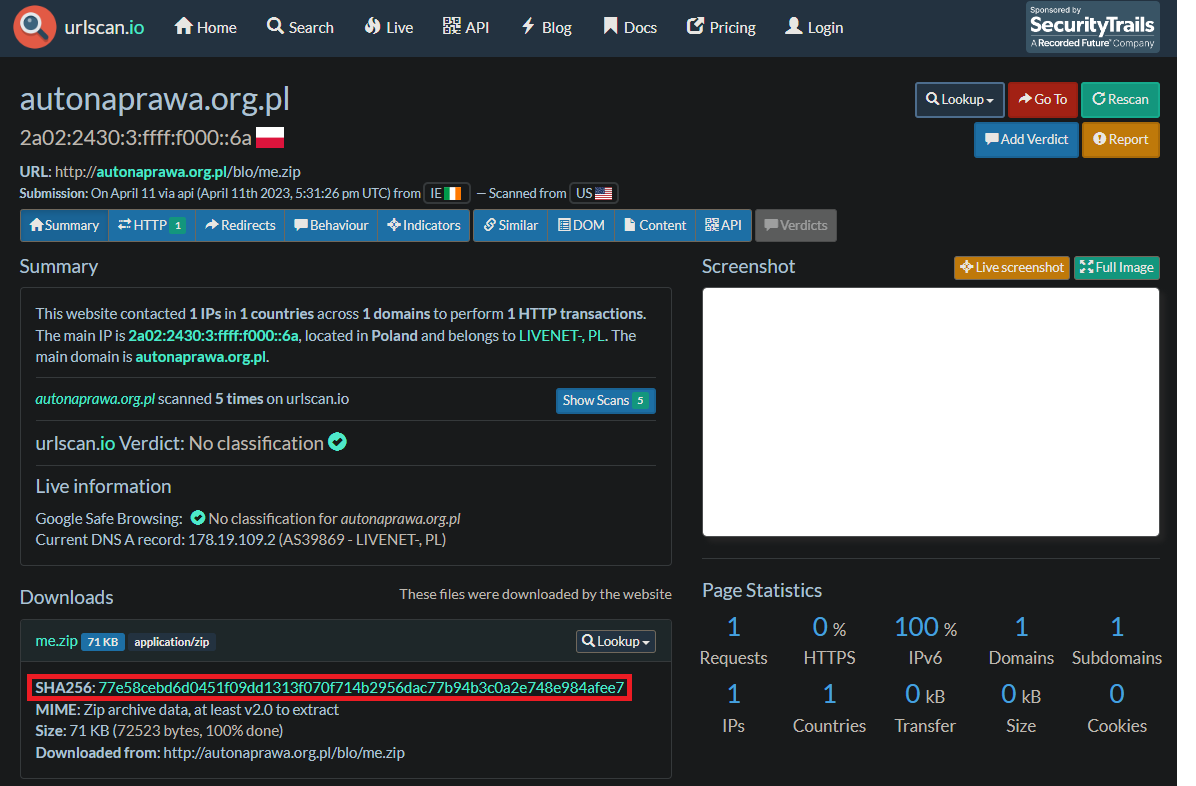 urlscan.io Home Search Live API Blog Docs Pricing Login
Sponsored by
SecurityTrails
A Recorded Future® Company
autonaprawa.org.pl
Lookup Go To Rescan
2a02:2430:3:ffff:f000::6a
Add Verdict Report
URL: http://autonaprawa.org.pl/blo/me.zip
Submission: On April 11 via api (April 11th 2023, 5:31:26 pm UTC) from IE — Scanned from US
Summary HTTP 1 Redirects Behaviour Indicators Similar DOM Content API Verdicts
Summary
This website contacted 1 IPs in 1 countries across 1 domains to perform 1 HTTP transactions.
The main IP is 2a02:2430:3:ffff:f000::6a, located in Poland and belongs to LIVENET-, PL. The
main domain is autonaprawa.org.pl.
autonaprawa.org.pl scanned 5 times on urlscan.io
Show Scans 5
urlscan.io Verdict: No classification
Live information
Google Safe Browsing: No classification for autonaprawa.org.pl
Current DNS A record: 178.19.109.2 (AS39869 - LIVENET-, PL)
Downloads
These files were downloaded by the website
me.zip 71 KB application/zip
Lookup
SHA256: 77e58cebd6d0451f09dd1313f070f714b2956dac77b94b3c0a2e748e984afee7
MIME: Zip archive data, at least v2.0 to extract
Size: 71 KB (72523 bytes, 100% done)
Downloaded from: http://autonaprawa.org.pl/blo/me.zip
Screenshot
Live screenshot Full Image
Page Statistics
1 0 % 100 % 1 1
Requests HTTPS IPv6 Domains Subdomains
1 1 0 kB 0 kB 0
IPs Countries Transfer Size Cookies